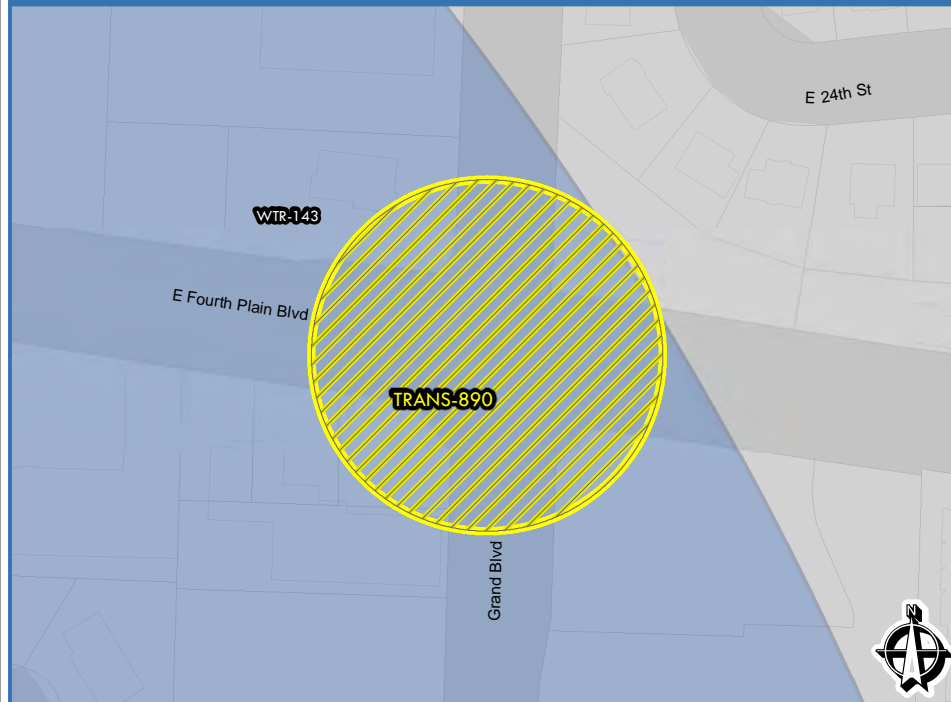 E 24th St
WTR-143
E Fourth Plain Blvd
TRANS-890
Grand Blvd
N